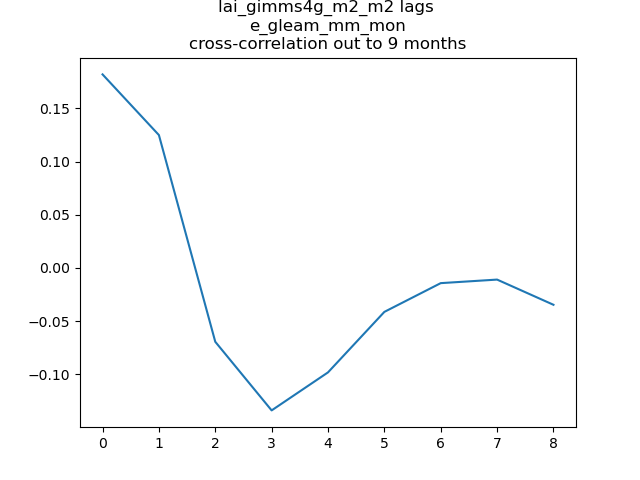 lai_gimms4g_m2_m2 lags
e_gleam_mm_mon
cross-correlation out to 9 months
0.15
0.10
0.05
0.00
−0.05
−0.10
0 1 2 3 4 5 6 7 8